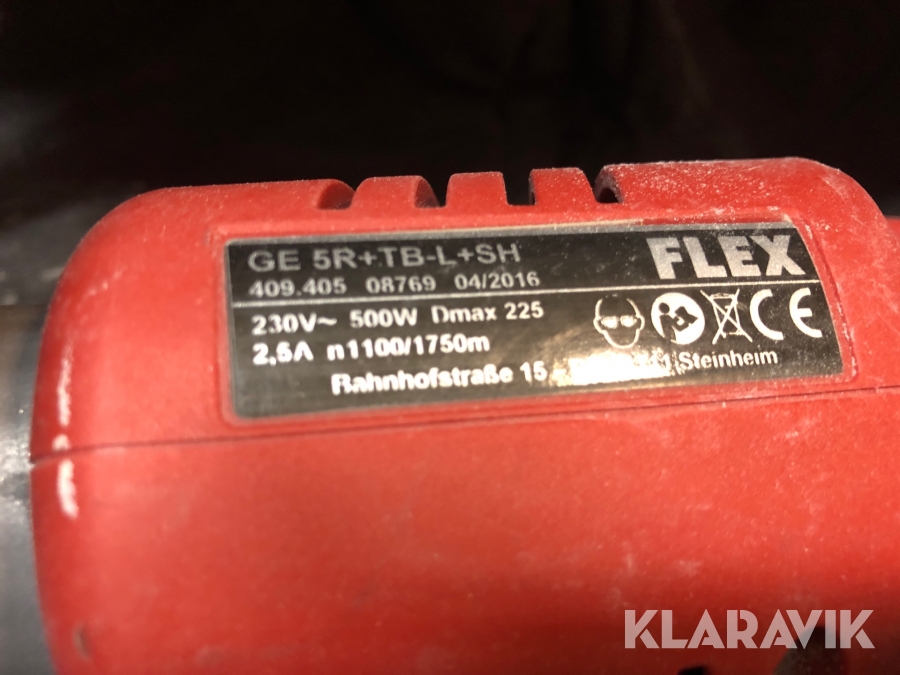 GE 5R+TB-L+SH
FLEX
409.405 08769 04/2016
230V~ 500W Dmax 225
2,5A n1100/1750m
CE
Bahnhofstraße 15 Steinheim
KLARAVIK